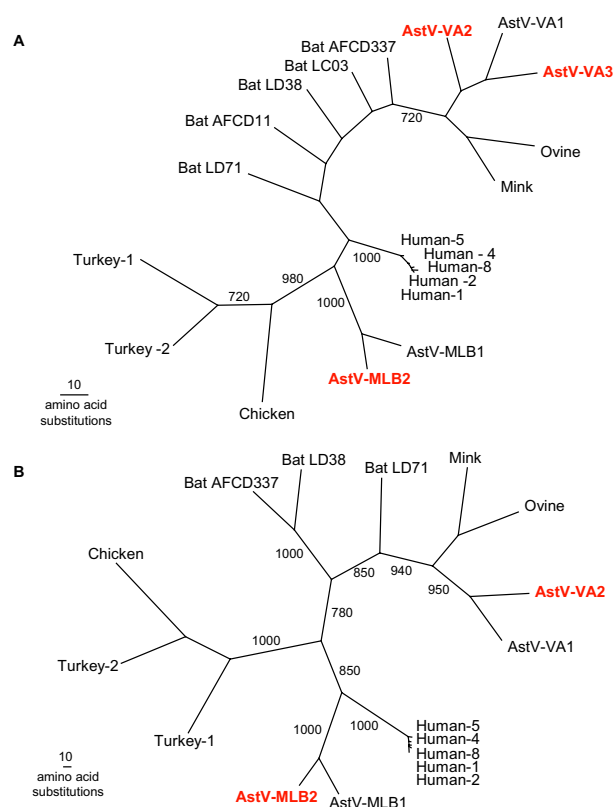 A
AstV-VA2
AstV-VA1
Bat AFCD337
Bat LC03
AstV-VA3
Bat LD38
720
Bat AFCD11
Ovine
Mink
Bat LD71
Human-5
Human - 4
1000
Human-8
Turkey-1
980
Human -2
Human-1
720
1000
Turkey -2
AstV-MLB1
AstV-MLB2
10
amino acid
substitutions
Chicken
B
Bat LD38
Mink
Bat LD71
Bat AFCD337
Ovine
1000
Chicken
850
940
950
AstV-VA2
780
1000
AstV-VA1
Turkey-2
850
Turkey-1
1000
1000
Human-5
Human-4
Human-8
Human-1
Human-2
10
amino acid
substitutions
AstV-MLB2
AstV-MLB1